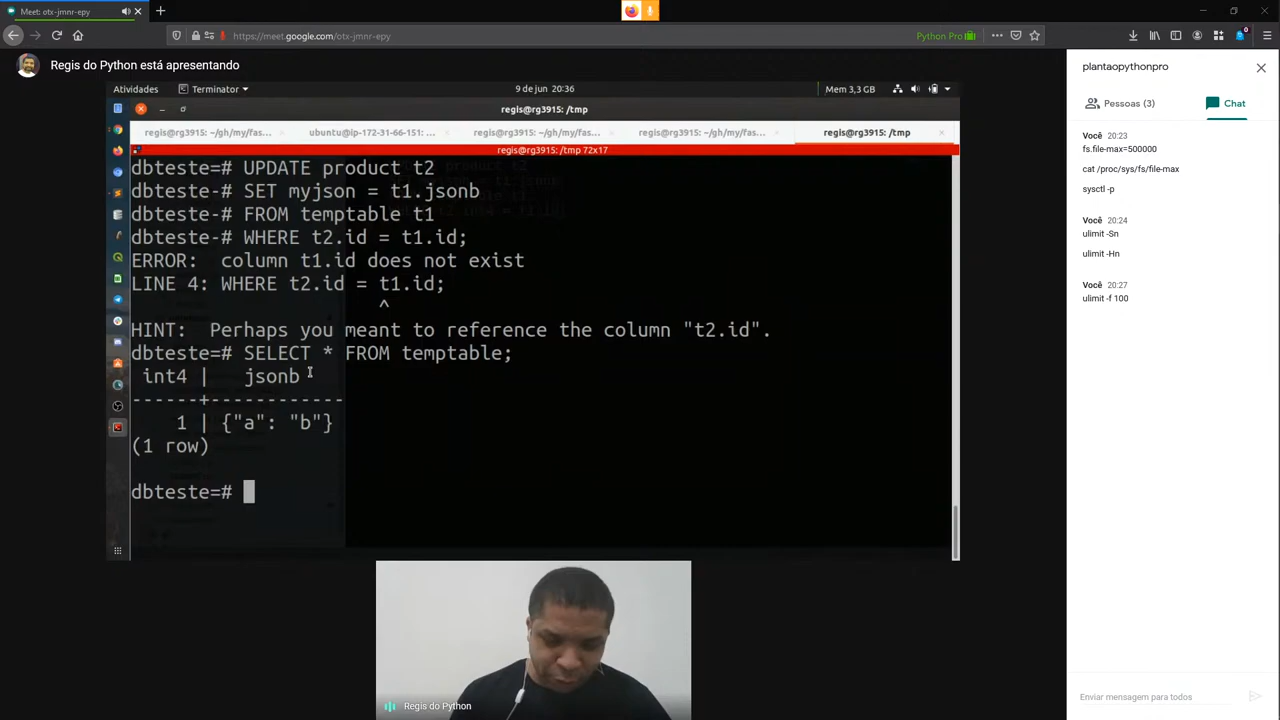 Meet: otx-jmnr-epy
https://meet.google.com/otx-jmnr-epy
Python Pro
Regis do Python está apresentando
Atividades
Terminator
9 de jun 20:36
Mem 3,3 GB
regis@rg3915: /tmp
regis@rg3915: ~/gh/my/fas...
ubuntu@ip-172-31-66-151: ...
regis@rg3915: ~/gh/my/fas...
regis@rg3915: ~/gh/my/fas...
regis@rg3915: /tmp
regis@rg3915: /tmp 72x17
dbteste=# UPDATE product t2
dbteste-# SET myjson = t1.jsonb
dbteste-# FROM temptable t1
dbteste-# WHERE t2.id = t1.id;
ERROR:  column t1.id does not exist
LINE 4: WHERE t2.id = t1.id;
^
HINT:  Perhaps you meant to reference the column "t2.id".
dbteste=# SELECT * FROM temptable;
int4 |   jsonb
------+------------
1 | {"a": "b"}
(1 row)
dbteste=#
Regis do Python
plantaopythonpro
Pessoas (3)
Chat
Você 20:23
fs.file-max=500000
cat /proc/sys/fs/file-max
sysctl -p
Você 20:24
ulimit -Sn
ulimit -Hn
Você 20:27
ulimit -f 100
Enviar mensagem para todos